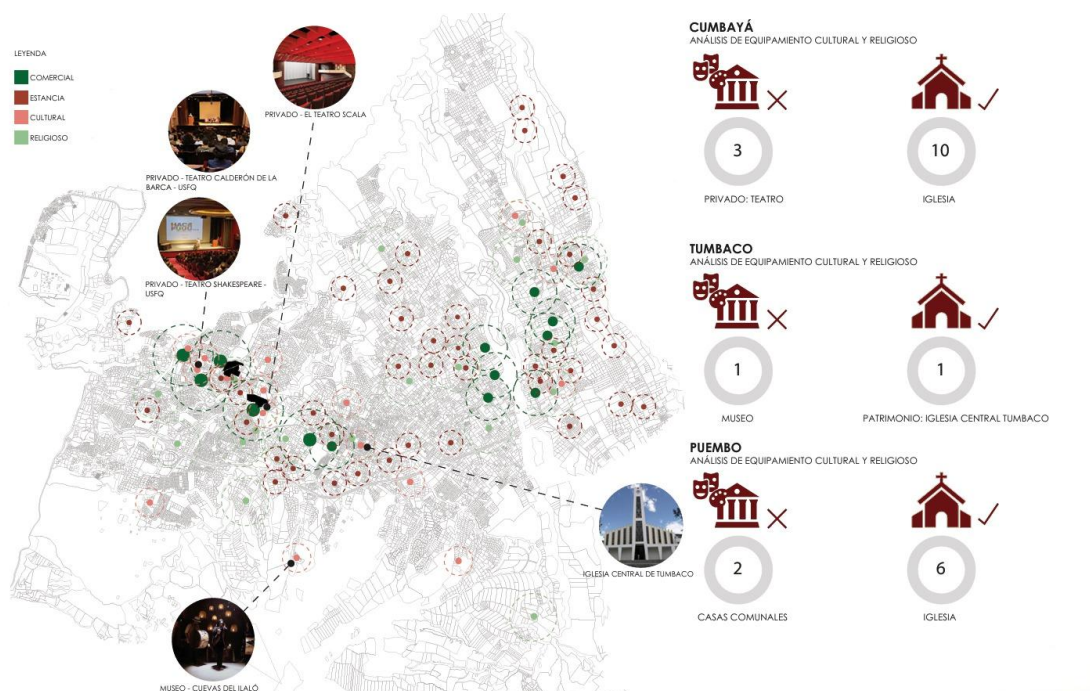 LEYENDA
COMERCIAL
ESTANCIA
CULTURAL
RELIGIOSO
PRIVADO - EL TEATRO SCALA
PRIVADO - TEATRO CALDERÓN DE LA
BARCA - USFQ
PRIVADO - TEATRO SHAKESPEARE -
USFQ
IGLESIA CENTRAL DE TUMBACO
MUSEO - CUEVAS DEL ILALÒ
CUMBAYÁ
ANÁLISIS DE EQUIPAMIENTO CULTURAL Y RELIGIOSO
3
10
PRIVADO: TEATRO
IGLESIA
TUMBACO
ANÁLISIS DE EQUIPAMIENTO CULTURAL Y RELIGIOSO
1
1
MUSEO
PATRIMONIO: IGLESIA CENTRAL TUMBACO
PUEMBO
ANÁLISIS DE EQUIPAMIENTO CULTURAL Y RELIGIOSO
2
6
CASAS COMUNALES
IGLESIA